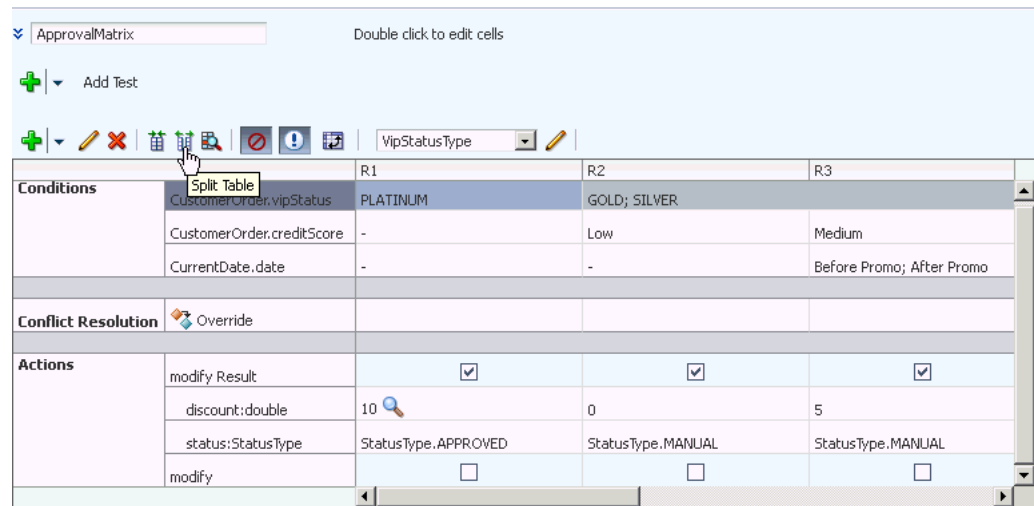 ApprovalMatrix Double click to edit cells
Add Test
VipStatusType
R1 R2 R3
Split Table
Conditions CustomerOrder.vipStatus PLATINUM GOLD; SILVER
CustomerOrder.creditScore - Low Medium
CurrentDate.date - - Before Promo; After Promo
Conflict Resolution Override
Actions modify Result
discount:double 10 0 5
status:StatusType StatusType.APPROVED StatusType.MANUAL StatusType.MANUAL
modify